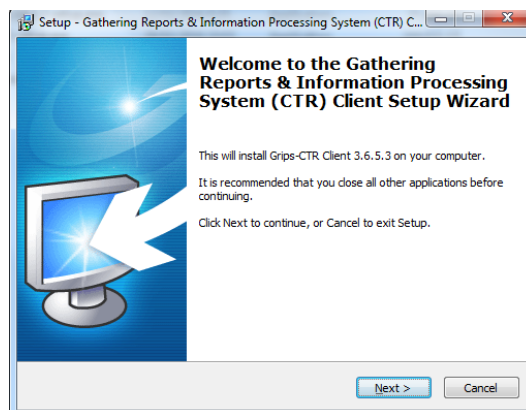 Setup - Gathering Reports & Information Processing System (CTR) C...
Welcome to the Gathering
Reports & Information Processing
System (CTR) Client Setup Wizard
This will install Grips-CTR Client 3.6.5.3 on your computer.
It is recommended that you close all other applications before
continuing.
Click Next to continue, or Cancel to exit Setup.
Next >
Cancel